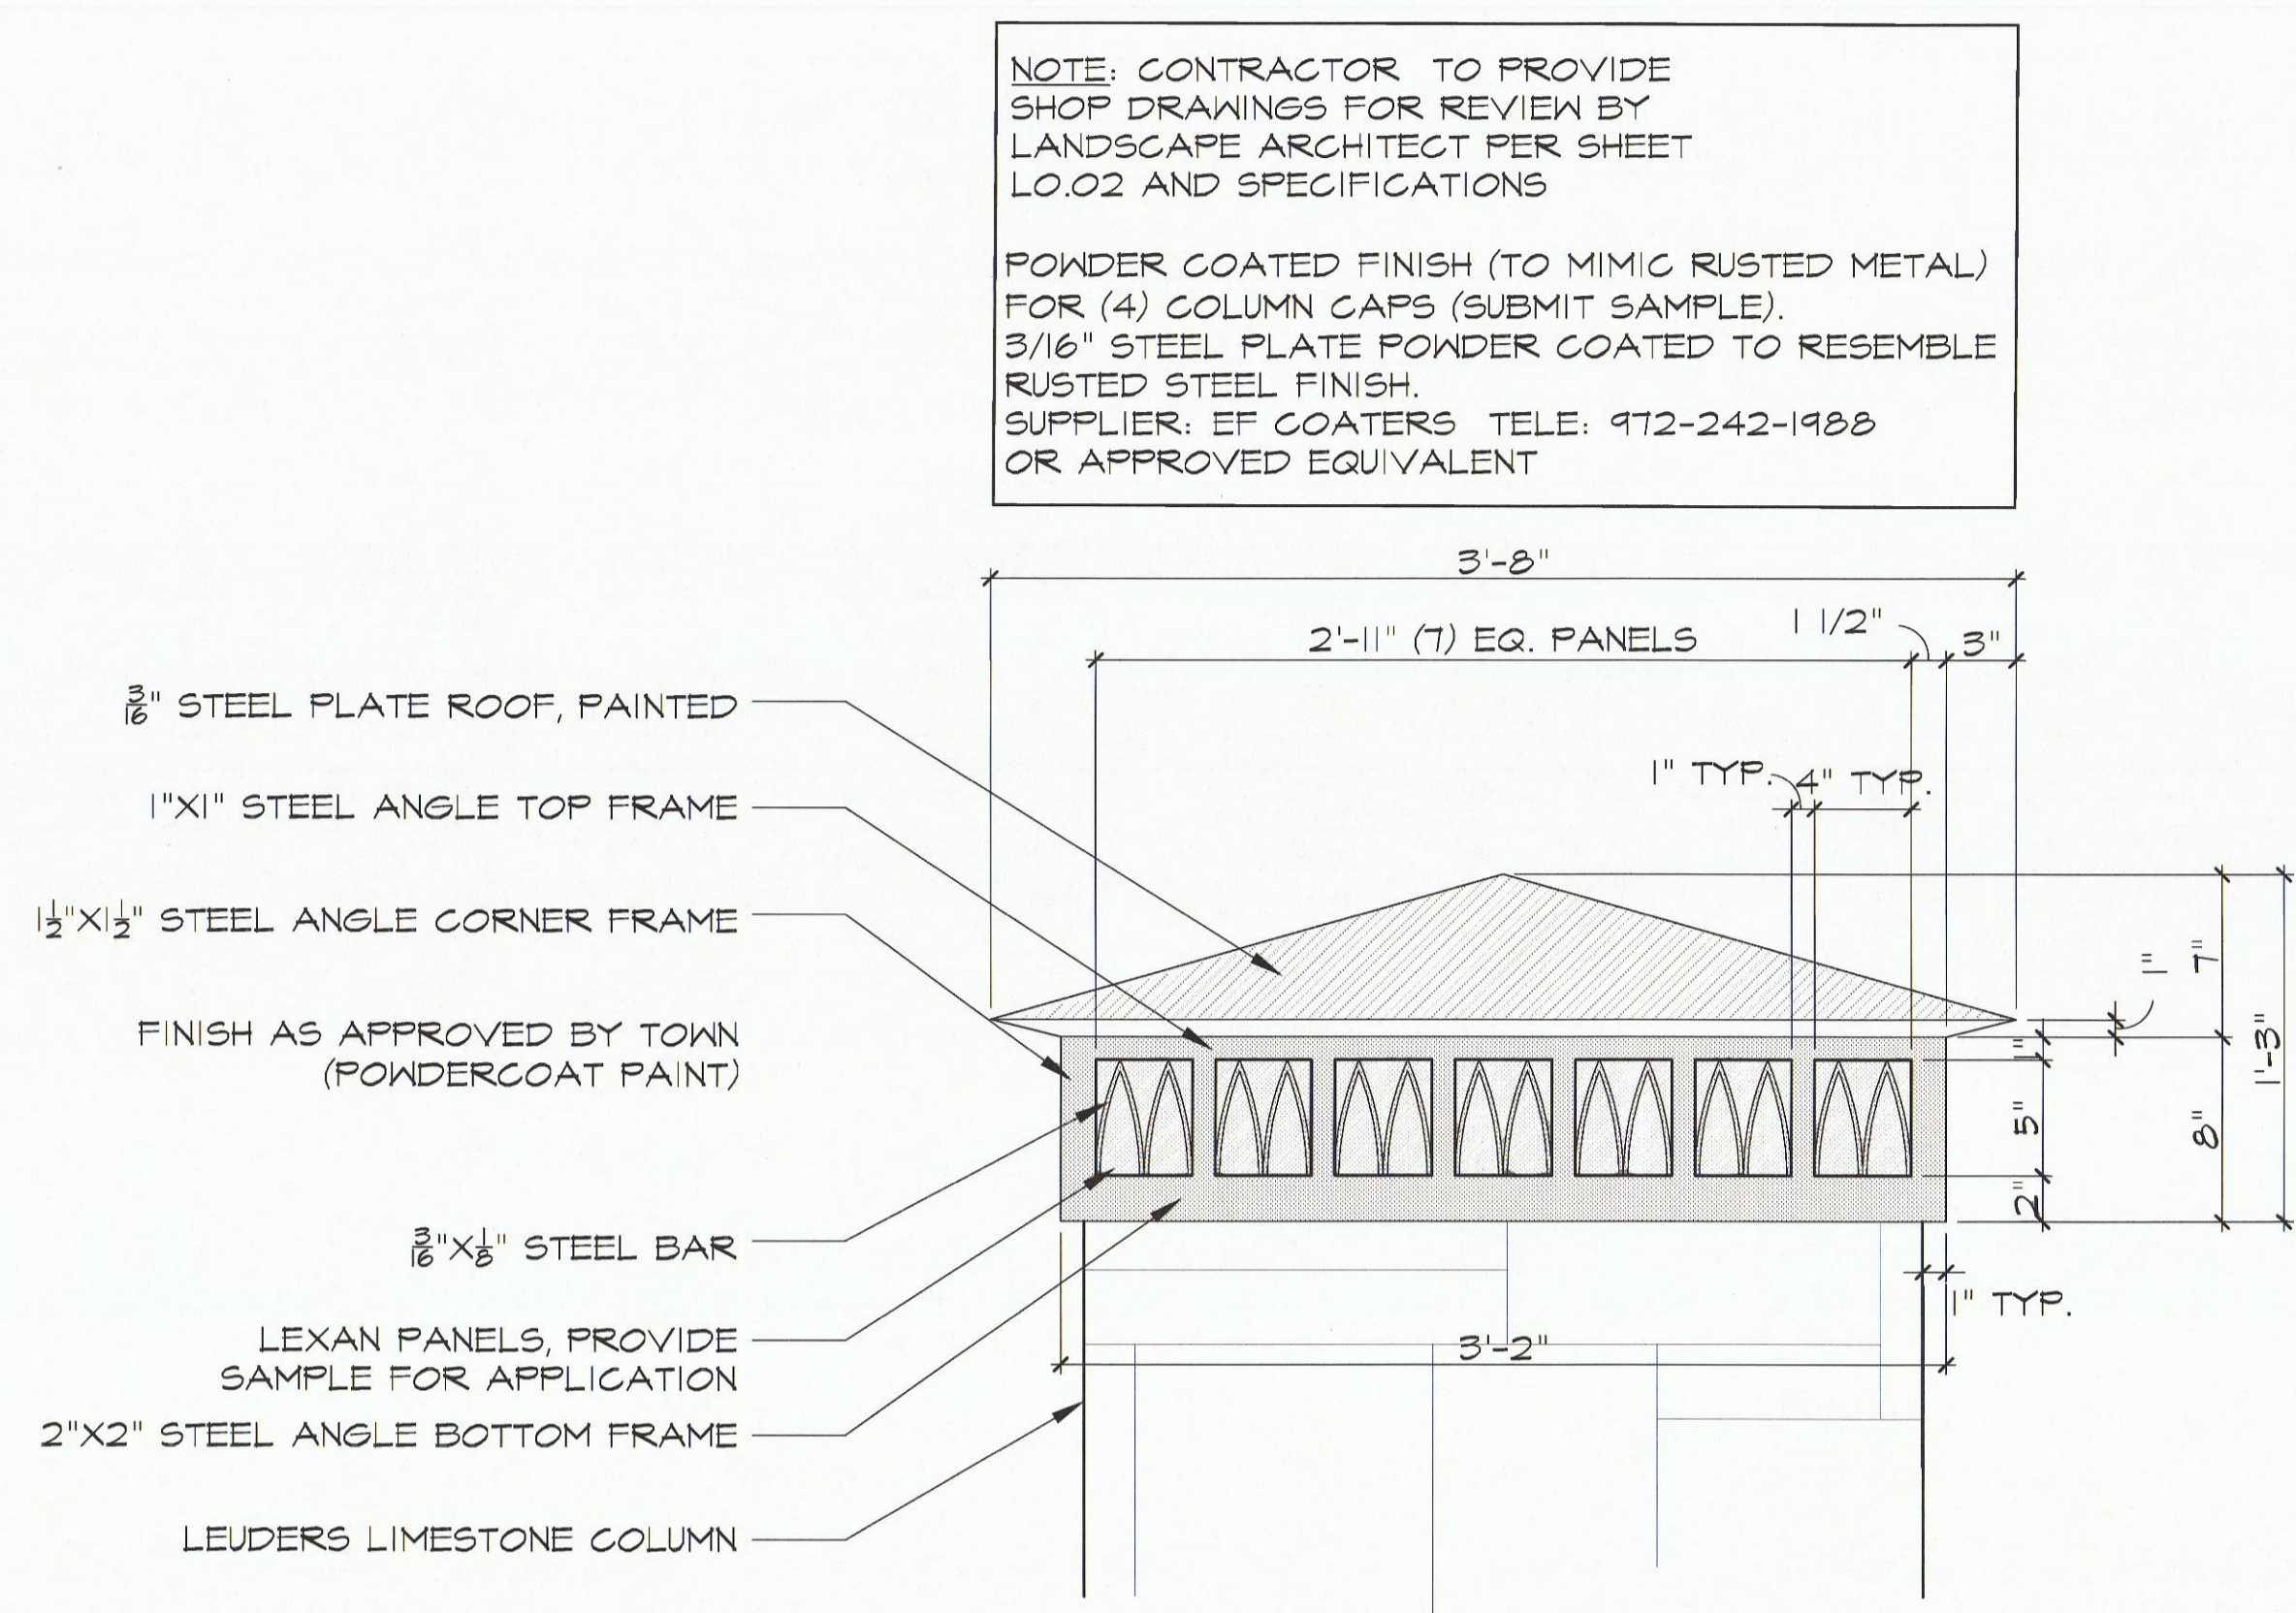 NOTE: CONTRACTOR TO PROVIDE
SHOP DRAWINGS FOR REVIEW BY
LANDSCAPE ARCHITECT PER SHEET
L0.02 AND SPECIFICATIONS
POWDER COATED FINISH (TO MIMIC RUSTED METAL)
FOR (4) COLUMN CAPS (SUBMIT SAMPLE).
3/16" STEEL PLATE POWDER COATED TO RESEMBLE
RUSTED STEEL FINISH.
SUPPLIER: EF COATERS TELE: 972-242-1988
OR APPROVED EQUIVALENT
3'-8"
2'-11" (7) EQ. PANELS
1 1/2"
3"
3/16" STEEL PLATE ROOF, PAINTED
1" TYP.
4" TYP.
1"X1" STEEL ANGLE TOP FRAME
1 1/2"X1 1/2" STEEL ANGLE CORNER FRAME
1"
7"
FINISH AS APPROVED BY TOWN
(POWDERCOAT PAINT)
1"
1'-3"
5"
8"
2"
3/16"X1/8" STEEL BAR
1" TYP.
LEXAN PANELS, PROVIDE
SAMPLE FOR APPLICATION
3'-2"
2"X2" STEEL ANGLE BOTTOM FRAME
LEUDERS LIMESTONE COLUMN